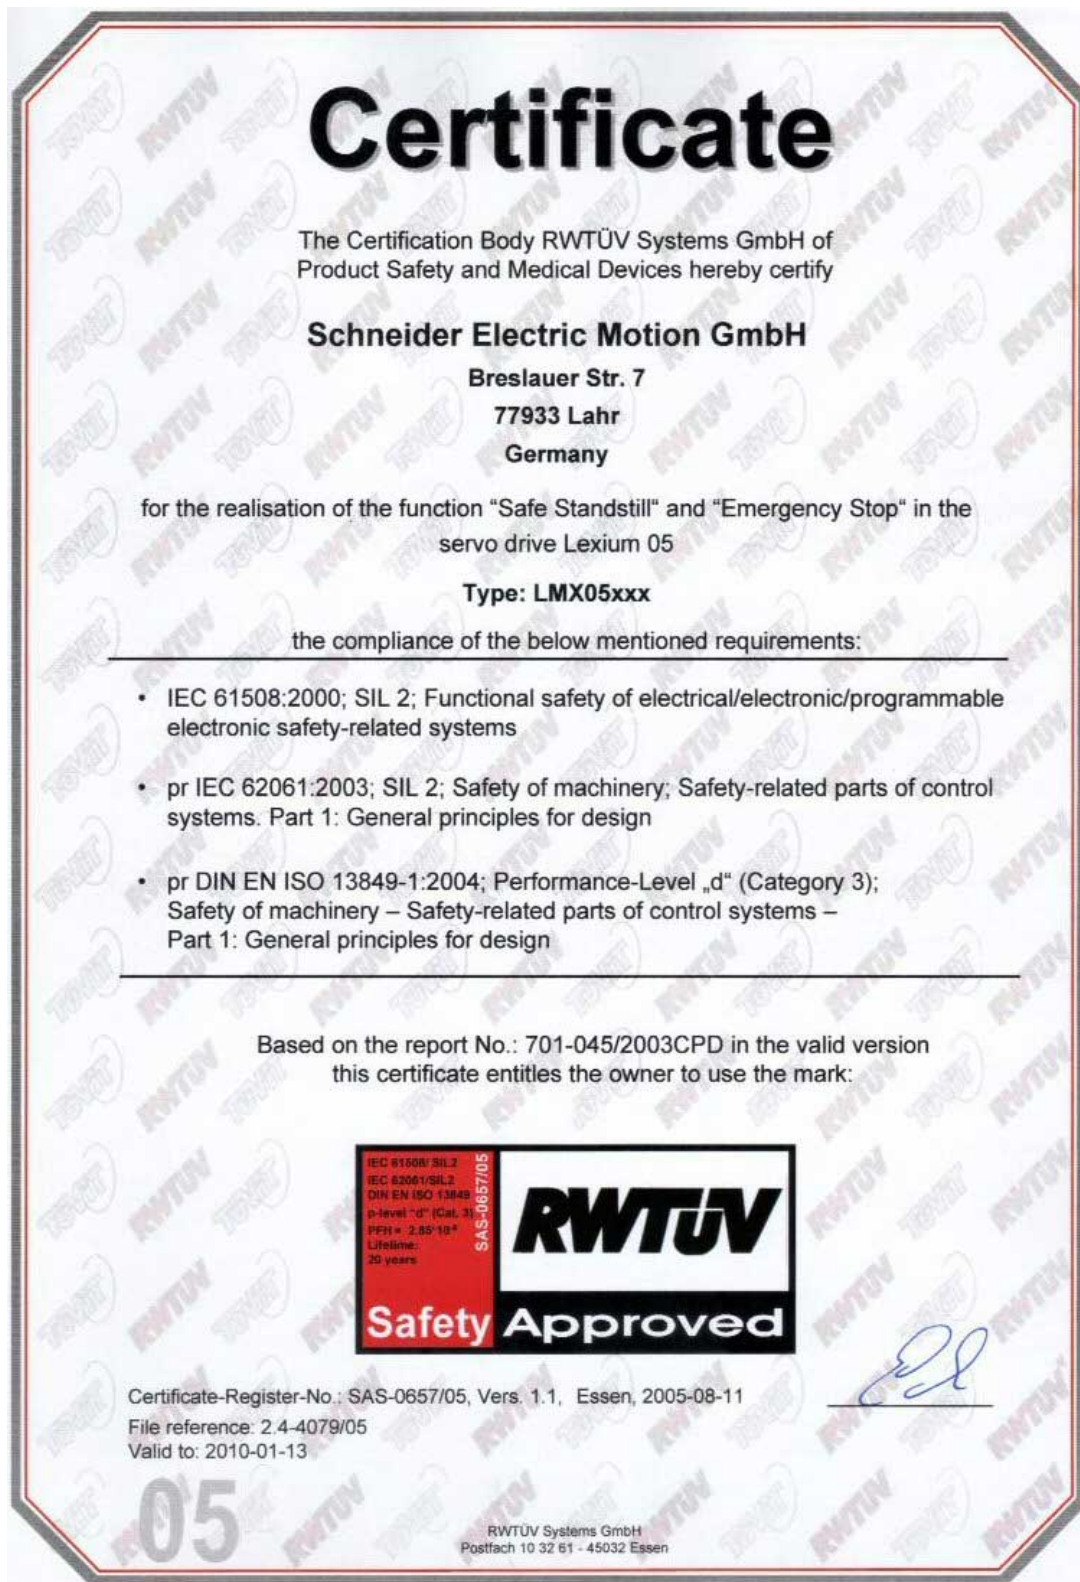 Certificate
The Certification Body RWTÜV Systems GmbH of
Product Safety and Medical Devices hereby certify
Schneider Electric Motion GmbH
Breslauer Str. 7
77933 Lahr
Germany
for the realisation of the function “Safe Standstill“ and “Emergency Stop“ in the
servo drive Lexium 05
Type: LMX05xxx
the compliance of the below mentioned requirements:
• IEC 61508:2000; SIL 2; Functional safety of electrical/electronic/programmable
electronic safety-related systems
• pr IEC 62061:2003; SIL 2; Safety of machinery; Safety-related parts of control
systems. Part 1: General principles for design
• pr DIN EN ISO 13849-1:2004; Performance-Level „d“ (Category 3);
Safety of machinery – Safety-related parts of control systems –
Part 1: General principles for design
Based on the report No.: 701-045/2003CPD in the valid version
this certificate entitles the owner to use the mark:
IEC 61508/ SIL2
IEC 62061/SIL2
DIN EN ISO 13849
p-level "d" (Cat. 3)
PFH =
Lifetime:
20 years
SAS-0657/05
RWTÜV
Safety Approved
Certificate-Register-No.: SAS-0657/05, Vers. 1.1, Essen, 2005-08-11
File reference: 2.4-4079/05
Valid to: 2010-01-13
05
RWTÜV Systems GmbH
Postfach 10 32 61 - 45032 Essen